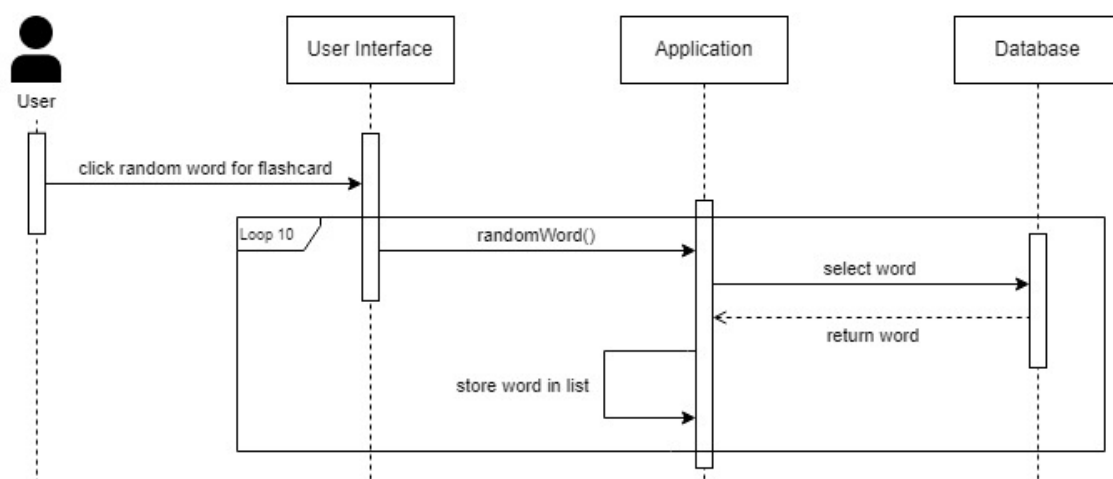 User Interface
Application
Database
User
click random word for flashcard
Loop 10
randomWord()
select word
return word
store word in list